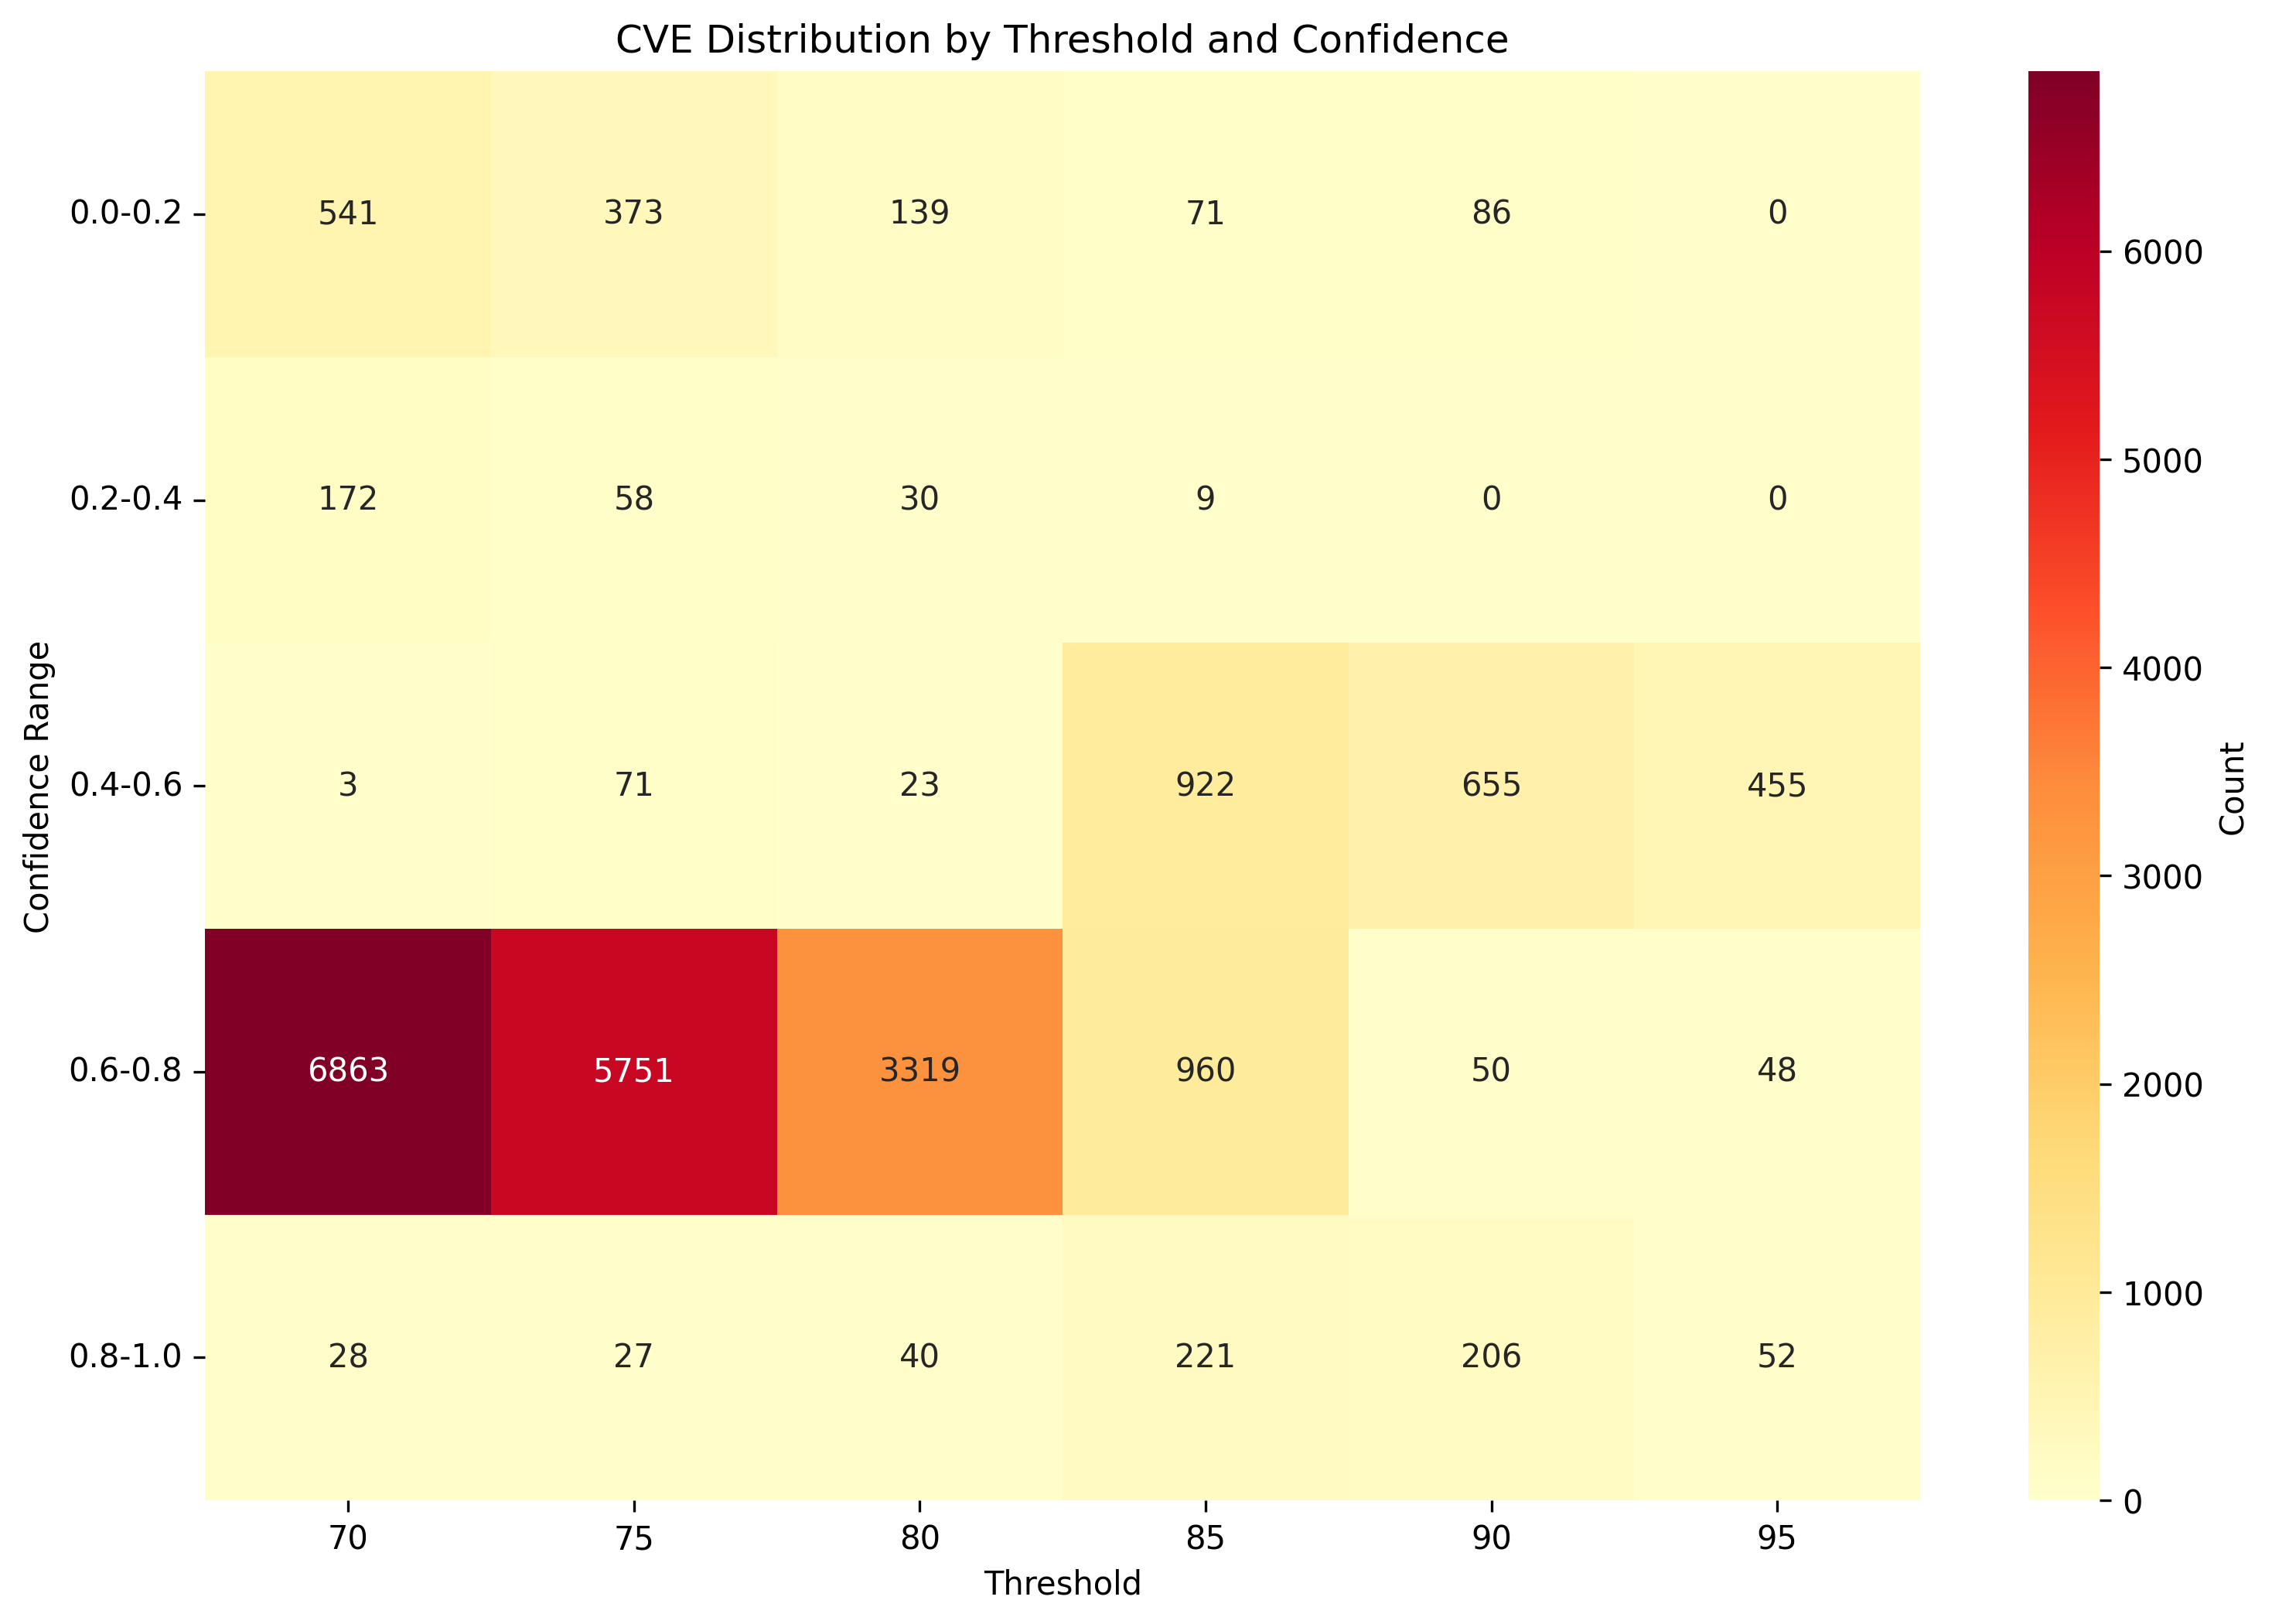 CVE Distribution by Threshold and Confidence
Confidence Range
0.0-0.2 541 373 139 71 86 0
0.2-0.4 172 58 30 9 0 0
0.4-0.6 3 71 23 922 655 455
0.6-0.8 6863 5751 3319 960 50 48
0.8-1.0 28 27 40 221 206 52
70 75 80 85 90 95
Threshold
6000
5000
4000
3000
2000
1000
0
Count